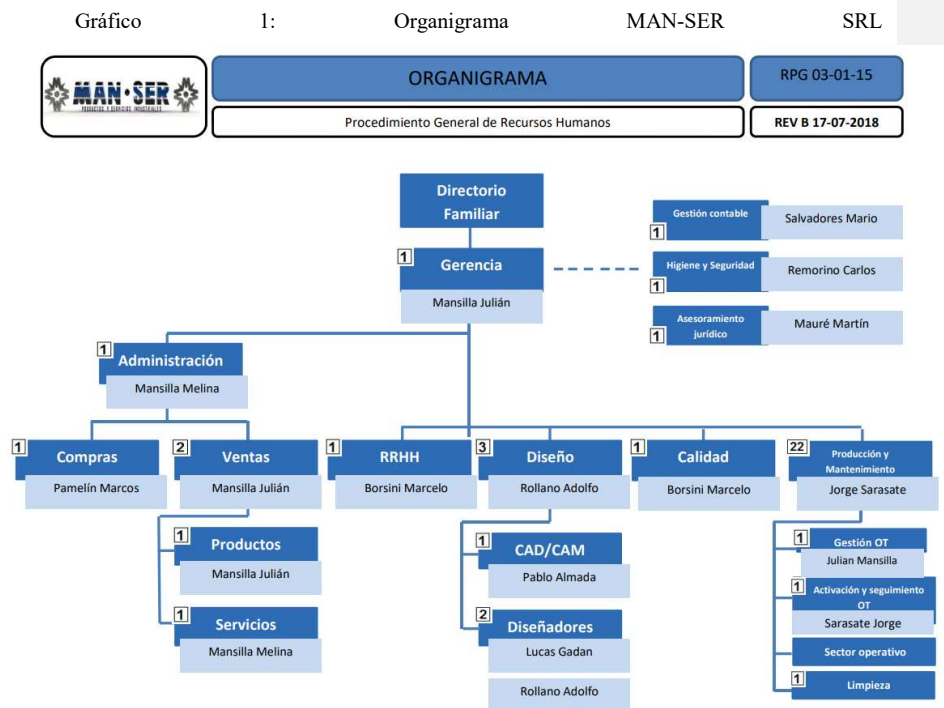 Gráfico 1: Organigrama MAN-SER SRL
MAN·SER
PRODUCTOS Y SERVICIOS INDUSTRIALES
ORGANIGRAMA
RPG 03-01-15
Procedimiento General de Recursos Humanos
REV B 17-07-2018
Directorio
Familiar
1
Gerencia
Mansilla Julián
Gestión contable
1
Salvadores Mario
Higiene y Seguridad
1
Remorino Carlos
Asesoramiento
jurídico
1
Mauré Martín
1
Administración
Mansilla Melina
1
Compras
Pamelín Marcos
2
Ventas
Mansilla Julián
1
RRHH
Borsini Marcelo
3
Diseño
Rollano Adolfo
1
Calidad
Borsini Marcelo
22
Producción y
Mantenimiento
Jorge Sarasate
1
Productos
Mansilla Julián
1
Servicios
Mansilla Melina
1
CAD/CAM
Pablo Almada
2
Diseñadores
Lucas Gadan
Rollano Adolfo
1
Gestión OT
Julian Mansilla
1
Activación y seguimiento
OT
Sarasate Jorge
Sector operativo
1
Limpieza